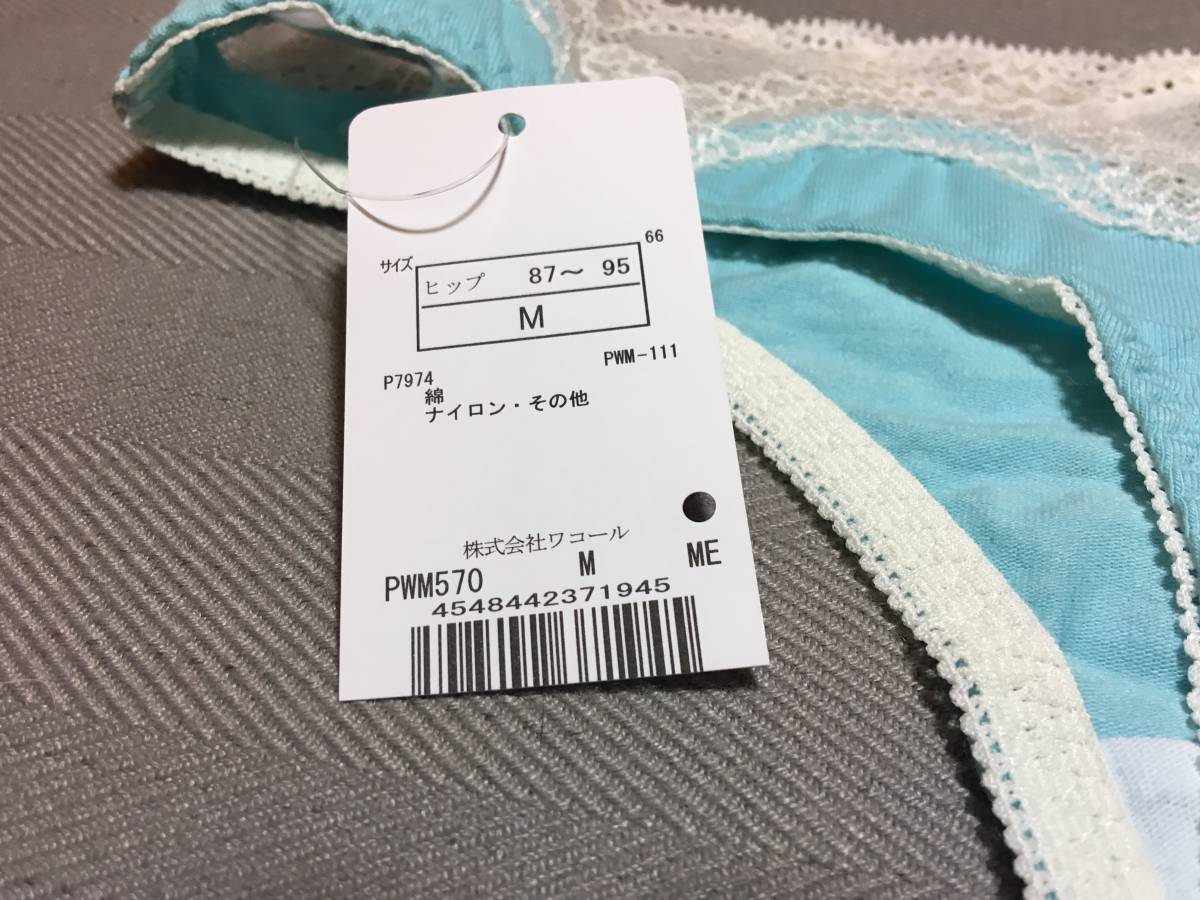 サイズ
66
ヒップ 87～ 95
M
PWM-111
P7974
綿
ナイロン・その他
株式会社ワコール
PWM570 M ME
4548442371945